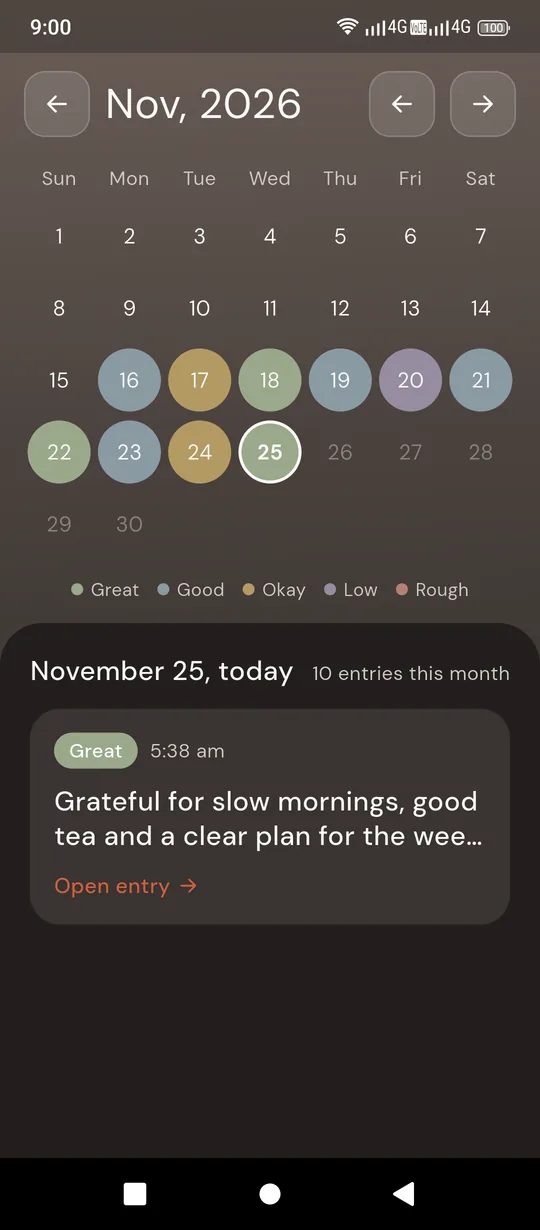 9:00 4G VoLTE 4G 100
Nov, 2026
Sun Mon Tue Wed Thu Fri Sat
1 2 3 4 5 6 7
8 9 10 11 12 13 14
15 16 17 18 19 20 21
22 23 24 25 26 27 28
29 30
Great Good Okay Low Rough
November 25, today 10 entries this month
Great 5:38 am
Grateful for slow mornings, good
tea and a clear plan for the wee...
Open entry →